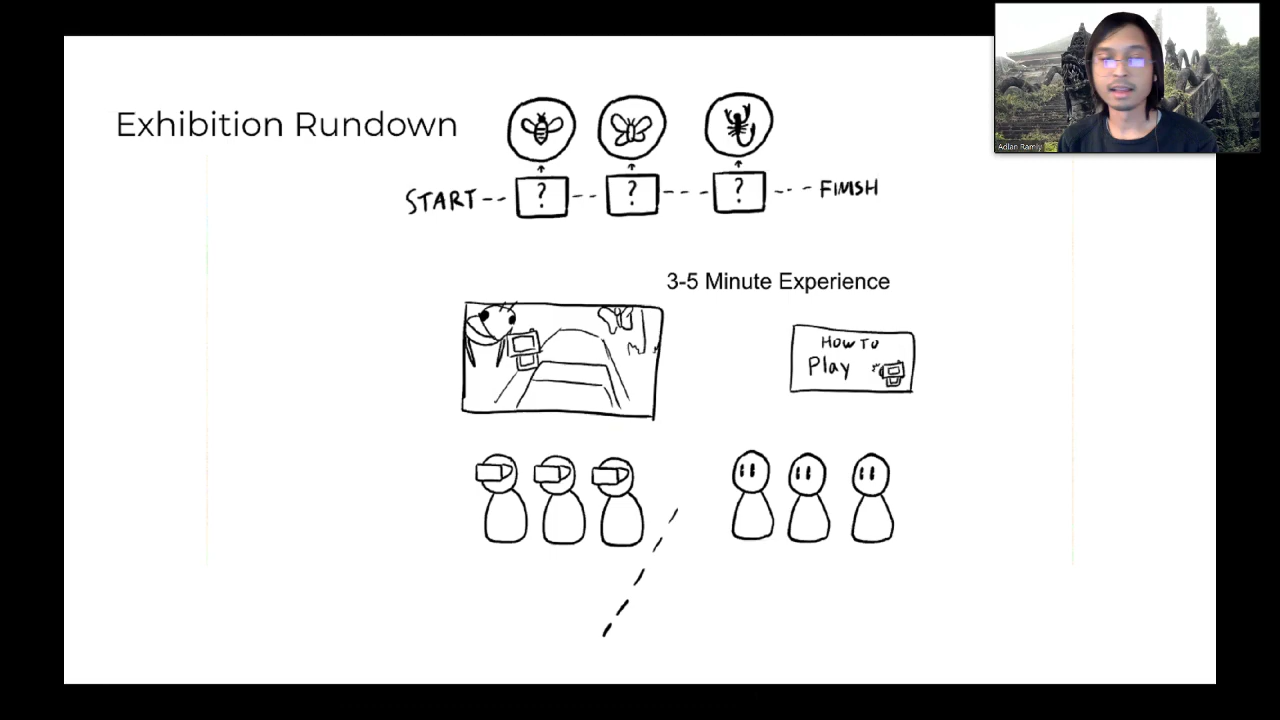 Exhibition Rundown
START
?
?
?
FINISH
3-5 Minute Experience
HOW TO
Play
Adlan Ramly